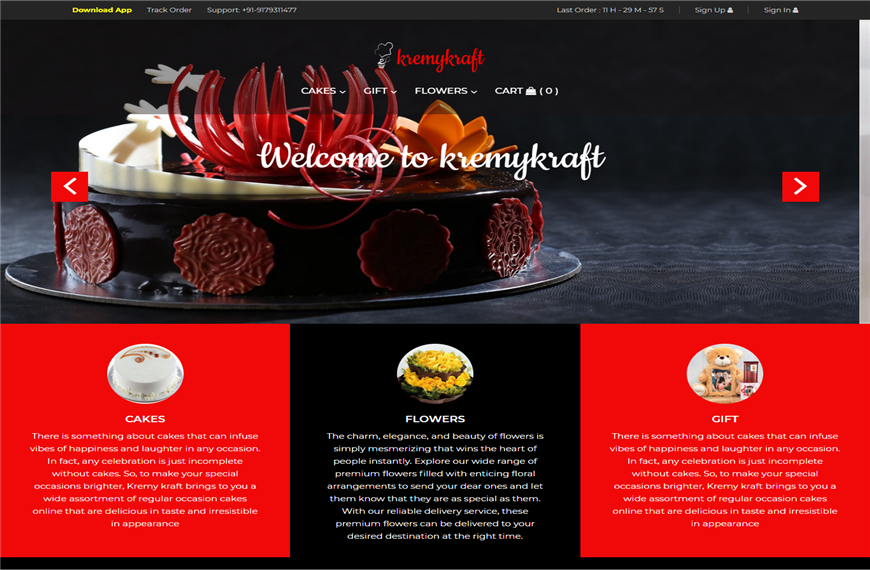 Download App Track Order Support: +91-9179311477 Last Order : 11 H - 29 M - 57 S Sign Up Sign In
kremykraft
CAKES GIFT FLOWERS CART ( 0 )
Welcome to kremykraft
CAKES
There is something about cakes that can infuse
vibes of happiness and laughter in any occasion.
In fact, any celebration is just incomplete
without cakes. So, to make your special
occasions brighter, Kremy kraft brings to you a
wide assortment of regular occasion cakes
online that are delicious in taste and irresistible
in appearance
FLOWERS
The charm, elegance, and beauty of flowers is
simply mesmerizing that wins the heart of
people instantly. Explore our wide range of
premium flowers filled with enticing floral
arrangements to send your dear ones and let
them know that they are as special as them.
With our reliable delivery service, these
premium flowers can be delivered to your
desired destination at the right time.
GIFT
There is something about cakes that can infuse
vibes of happiness and laughter in any occasion.
In fact, any celebration is just incomplete
without cakes. So, to make your special
occasions brighter, Kremy kraft brings to you a
wide assortment of regular occasion cakes
online that are delicious in taste and irresistible
in appearance